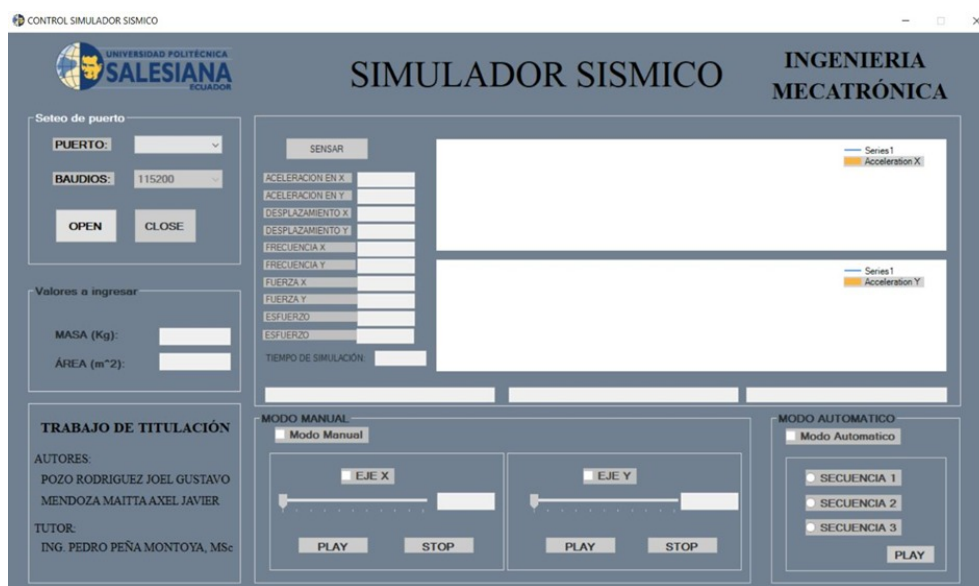 CONTROL SIMULADOR SISMICO
UNIVERSIDAD POLITÉCNICA
SALESIANA
ECUADOR
SIMULADOR SISMICO
INGENIERIA
MECATRÓNICA
Seteo de puerto
PUERTO:
BAUDIOS: 115200
OPEN CLOSE
Valores a ingresar
MASA (Kg):
ÁREA (m^2):
TRABAJO DE TITULACIÓN
AUTORES:
POZO RODRIGUEZ JOEL GUSTAVO
MENDOZA MAITTA AXEL JAVIER
TUTOR:
ING. PEDRO PEÑA MONTOYA, MSc
SENSAR
ACELERACION EN X
ACELERACION EN Y
DESPLAZAMIENTO X
DESPLAZAMIENTO Y
FRECUENCIA X
FRECUENCIA Y
FUERZA X
FUERZA Y
ESFUERZO
ESFUERZO
TIEMPO DE SIMULACIÓN:
Series1
Acceleration X
Series1
Acceleration Y
MODO MANUAL
Modo Manual
EJE X
PLAY STOP
EJE Y
PLAY STOP
MODO AUTOMATICO
Modo Automatico
SECUENCIA 1
SECUENCIA 2
SECUENCIA 3
PLAY